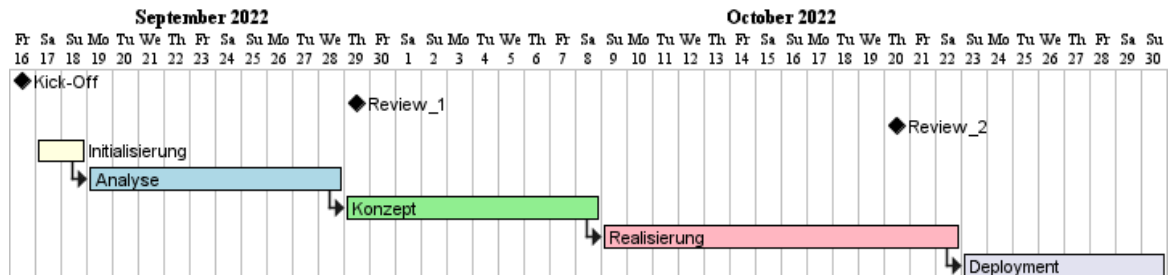 September 2022 October 2022
Fr Sa Su Mo Tu We Th Fr Sa Su Mo Tu We Th Fr Sa Su Mo Tu We Th Fr Sa Su Mo Tu We Th Fr Sa Su Mo Tu We Th Fr Sa Su Mo Tu We Th Fr Sa Su
16 17 18 19 20 21 22 23 24 25 26 27 28 29 30 1 2 3 4 5 6 7 8 9 10 11 12 13 14 15 16 17 18 19 20 21 22 23 24 25 26 27 28 29 30
Kick-Off
Review_1
Review_2
Initialisierung
Analyse
Konzept
Realisierung
Deployment